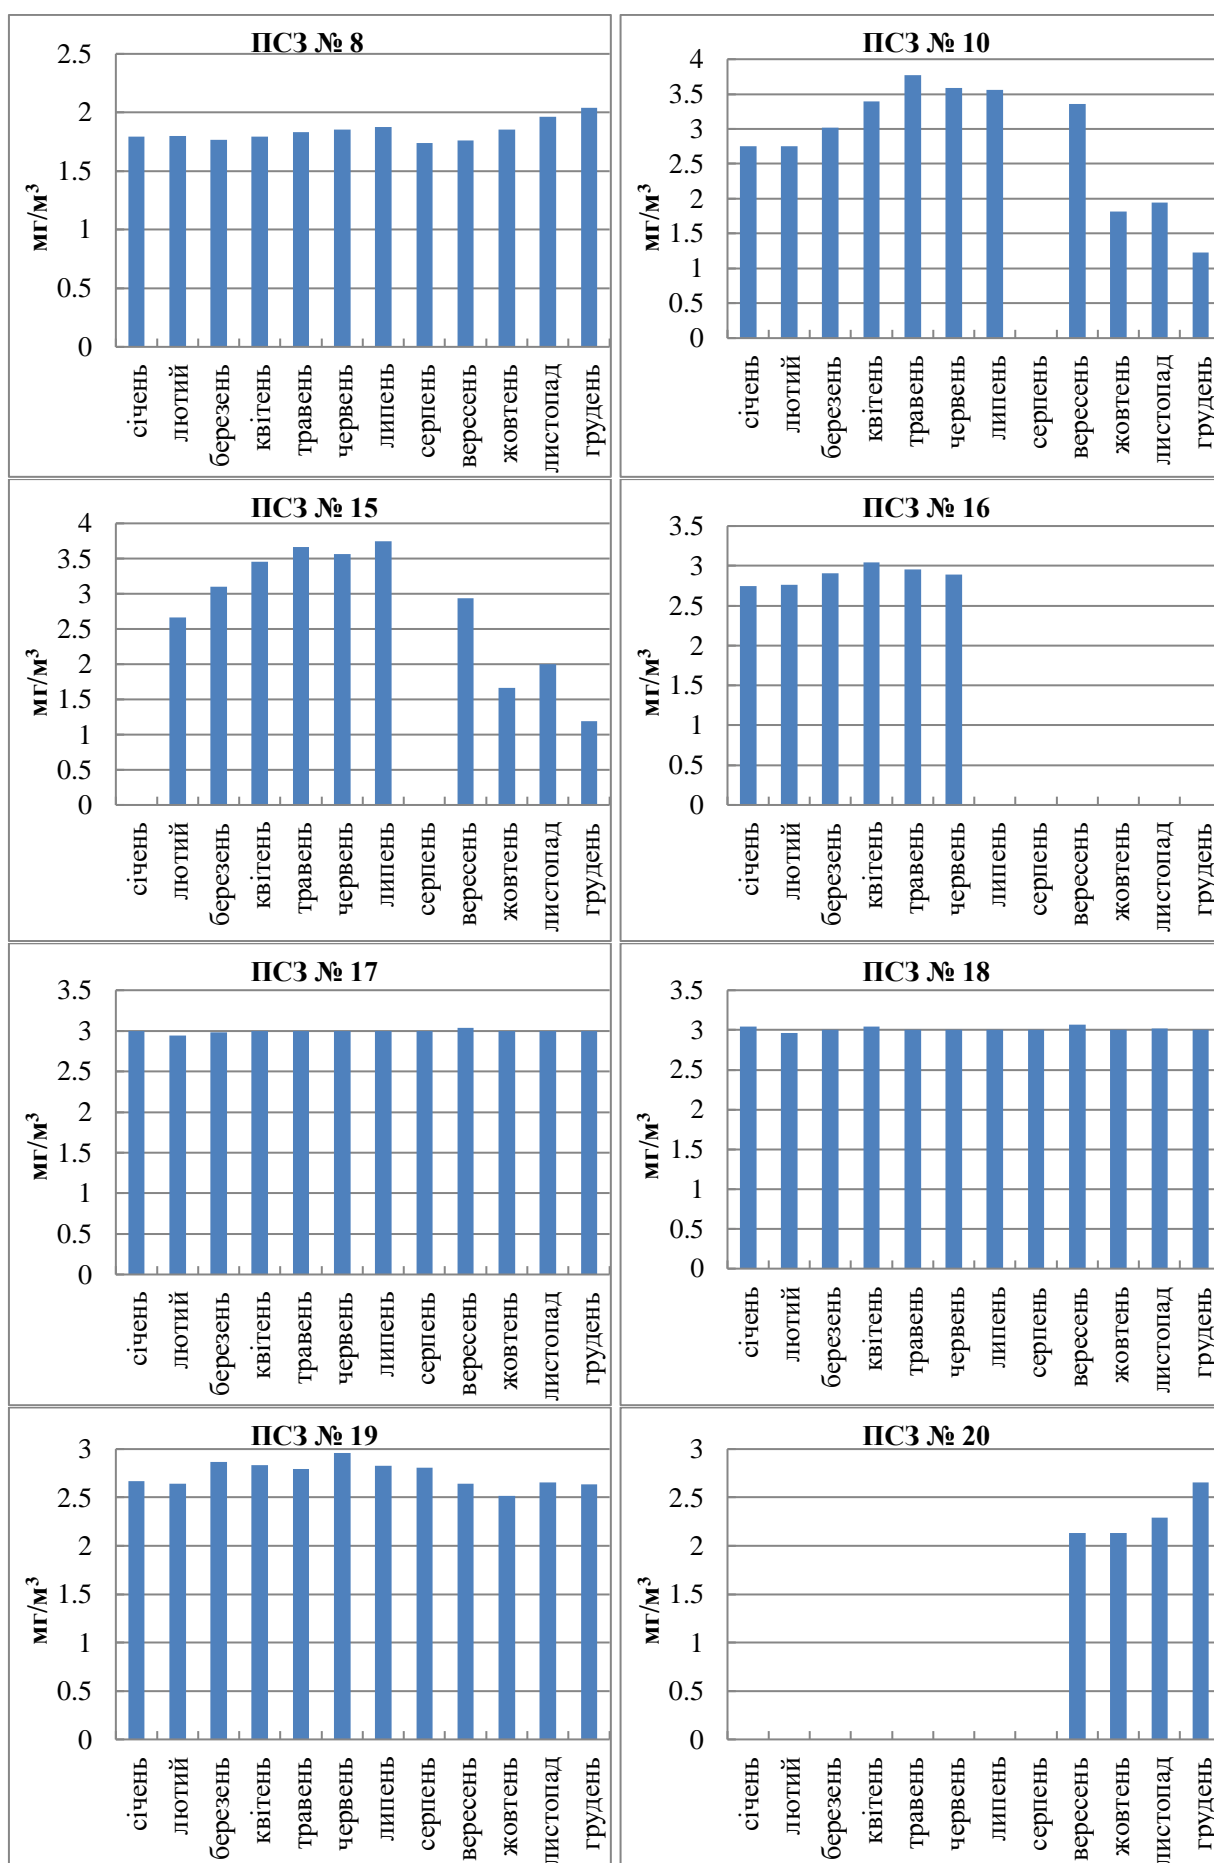 ПСЗ № 8
мг/м³
2.5
2
1.5
1
0.5
0
січень
лютий
березень
квітень
травень
червень
липень
серпень
вересень
жовтень
листопад
грудень
ПСЗ № 10
мг/м³
4
3.5
3
2.5
2
1.5
1
0.5
0
січень
лютий
березень
квітень
травень
червень
липень
серпень
вересень
жовтень
листопад
грудень
ПСЗ № 15
мг/м³
4
3.5
3
2.5
2
1.5
1
0.5
0
січень
лютий
березень
квітень
травень
червень
липень
серпень
вересень
жовтень
листопад
грудень
ПСЗ № 16
мг/м³
3.5
3
2.5
2
1.5
1
0.5
0
січень
лютий
березень
квітень
травень
червень
липень
серпень
вересень
жовтень
листопад
грудень
ПСЗ № 17
мг/м³
3.5
3
2.5
2
1.5
1
0.5
0
січень
лютий
березень
квітень
травень
червень
липень
серпень
вересень
жовтень
листопад
грудень
ПСЗ № 18
мг/м³
3.5
3
2.5
2
1.5
1
0.5
0
січень
лютий
березень
квітень
травень
червень
липень
серпень
вересень
жовтень
листопад
грудень
ПСЗ № 19
мг/м³
3
2.5
2
1.5
1
0.5
0
січень
лютий
березень
квітень
травень
червень
липень
серпень
вересень
жовтень
листопад
грудень
ПСЗ № 20
мг/м³
3
2.5
2
1.5
1
0.5
0
січень
лютий
березень
квітень
травень
червень
липень
серпень
вересень
жовтень
листопад
грудень